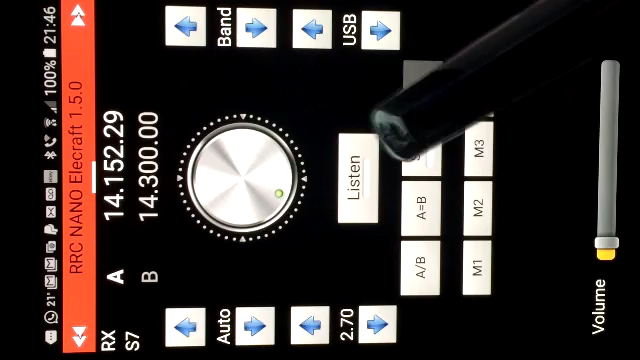 21° 100% 21:46
RRC NANO Elecraft 1.5.0
RX A 14.152.29
S7 B 14.300.00
Auto Band
2.70 USB
Listen
A/B A=B
M1 M2 M3
Volume